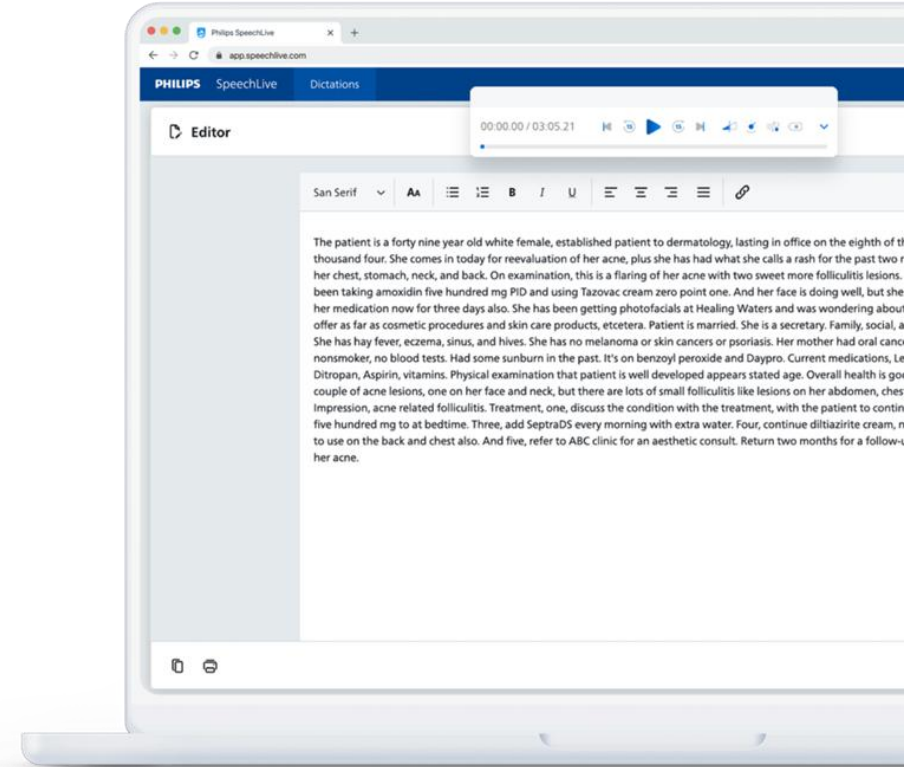 Philips SpeechLive
app.speechlive.com
PHILIPS SpeechLive Dictations
Editor
00:00.00 / 03:05.21
San Serif AA B I U
The patient is a forty nine year old white female, established patient to dermatology, lasting in office on the eighth of
thousand four. She comes in today for reevaluation of her acne, plus she has had what she calls a rash for the past two
her chest, stomach, neck, and back. On examination, this is a flaring of her acne with two sweet more folliculitis lesions.
been taking amoxidin five hundred mg PID and using Tazovac cream zero point one. And her face is doing well, but she
her medication now for three days also. She has been getting photofacials at Healing Waters and was wondering about
offer as far as cosmetic procedures and skin care products, etcetera. Patient is married. She is a secretary. Family, social,
She has hay fever, eczema, sinus, and hives. She has no melanoma or skin cancers or psoriasis. Her mother had oral
nonsmoker, no blood tests. Had some sunburn in the past. It's on benzoyl peroxide and Daypro. Current medications,
Ditropan, Aspirin, vitamins. Physical examination that patient is well developed appears stated age. Overall health is
couple of acne lesions, one on her face and neck, but there are lots of small folliculitis like lesions on her abdomen,
Impression, acne related folliculitis. Treatment, one, discuss the condition with the treatment, with the patient to
five hundred mg to at bedtime. Three, add SeptraDS every morning with extra water. Four, continue diltiazirite cream,
to use on the back and chest also. And five, refer to ABC clinic for an aesthetic consult. Return two months for a
her acne.